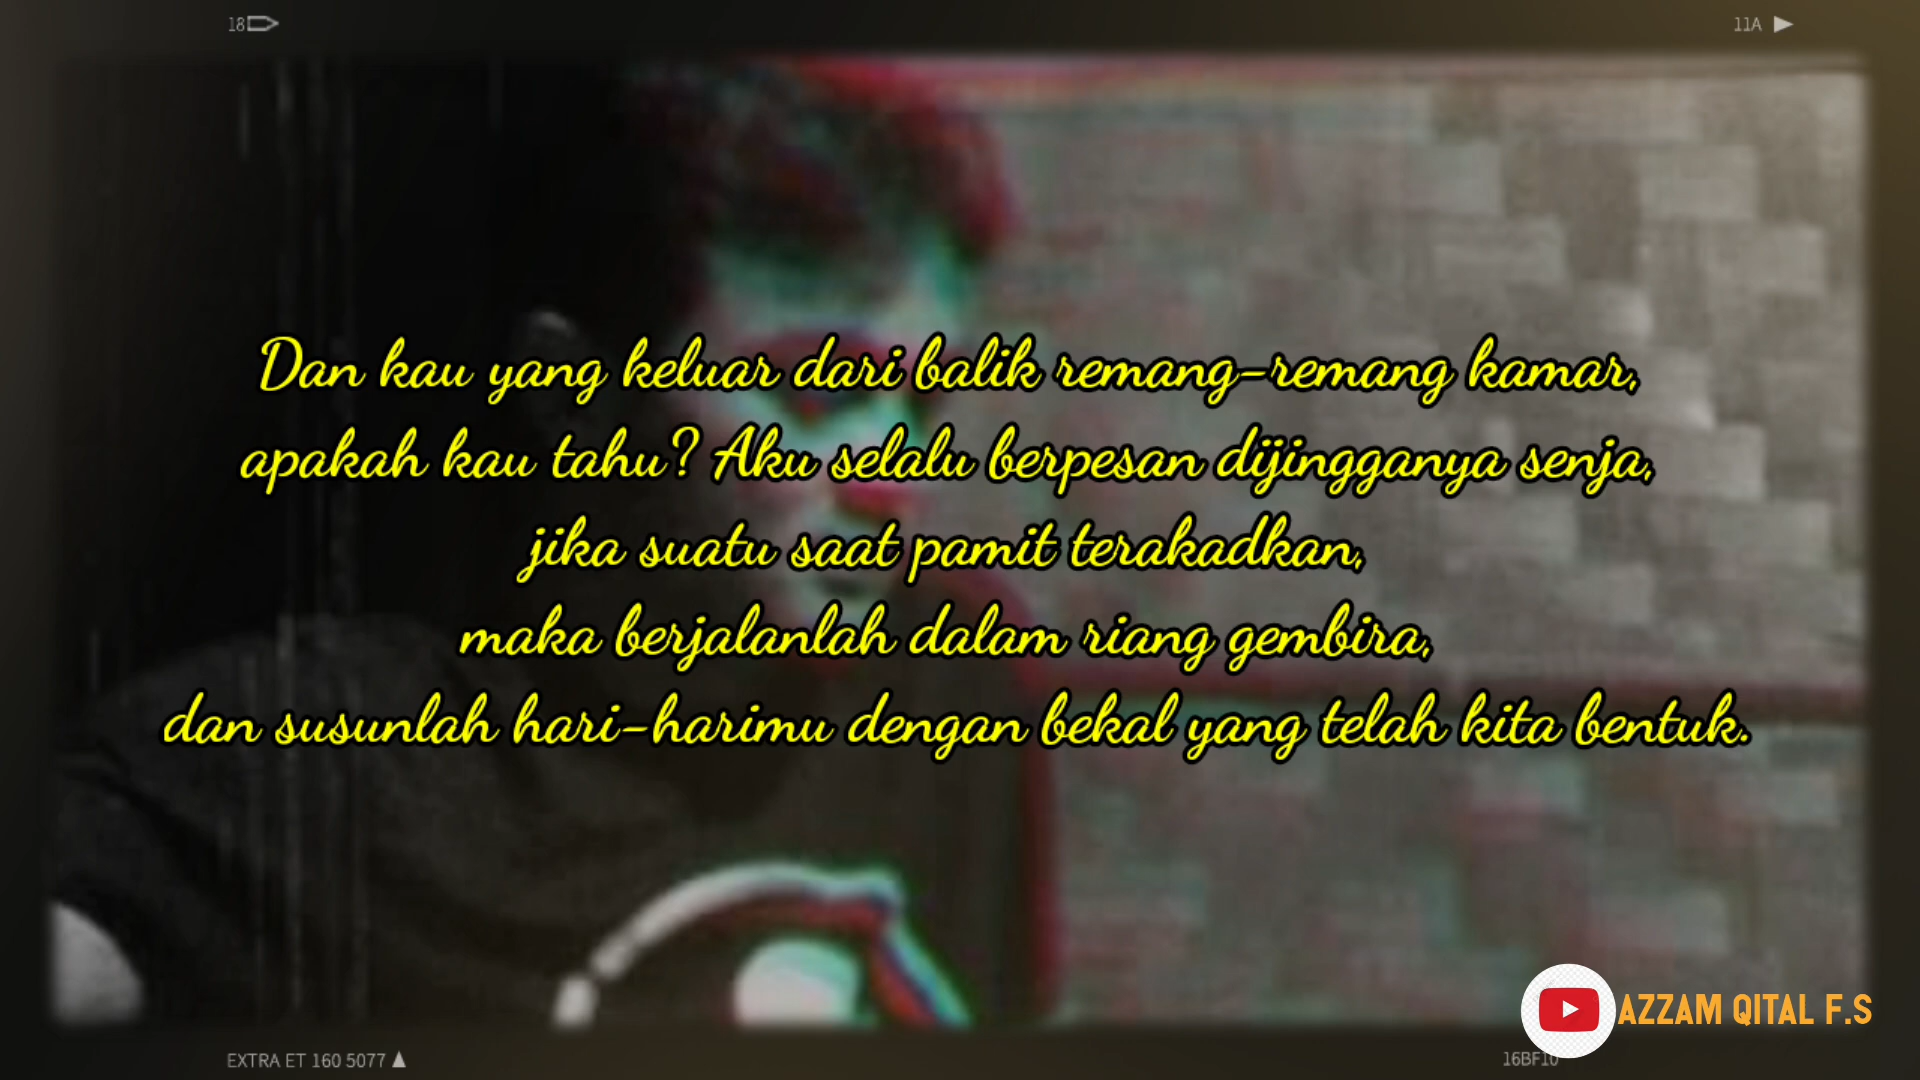 18
11A
Dan kau yang keluar dari balik remang-remang kamar,
apakah kau tahu? Aku selalu berpesan dijingganya senja,
jika suatu saat pamit terakadkan,
maka berjalanlah dalam riang gembira,
dan susunlah hari-harimu dengan bekal yang telah kita bentuk.
AZZAM QITAL F.S
EXTRA ET 160 5077
16BF10